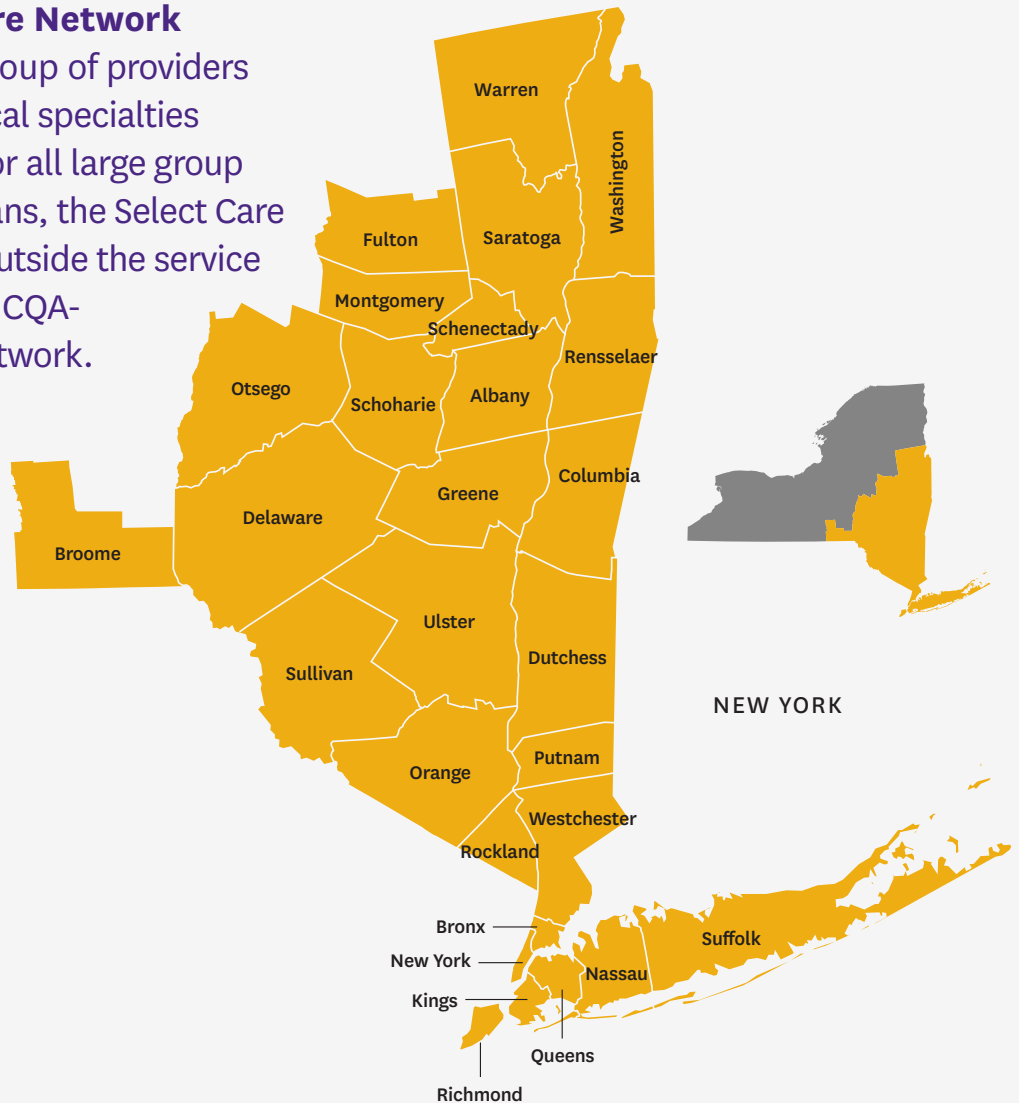 re Network
oup of providers
cal specialties
or all large group
ans, the Select Care
utside the service
CQA-
twork.
Warren
Washington
Fulton
Saratoga
Montgomery
Schenectady
Rensselaer
Otsego
Schoharie
Albany
Columbia
Greene
Delaware
Broome
Ulster
Dutchess
Sullivan
NEW YORK
Putnam
Orange
Westchester
Rockland
Bronx
Suffolk
New York
Nassau
Kings
Queens
Richmond